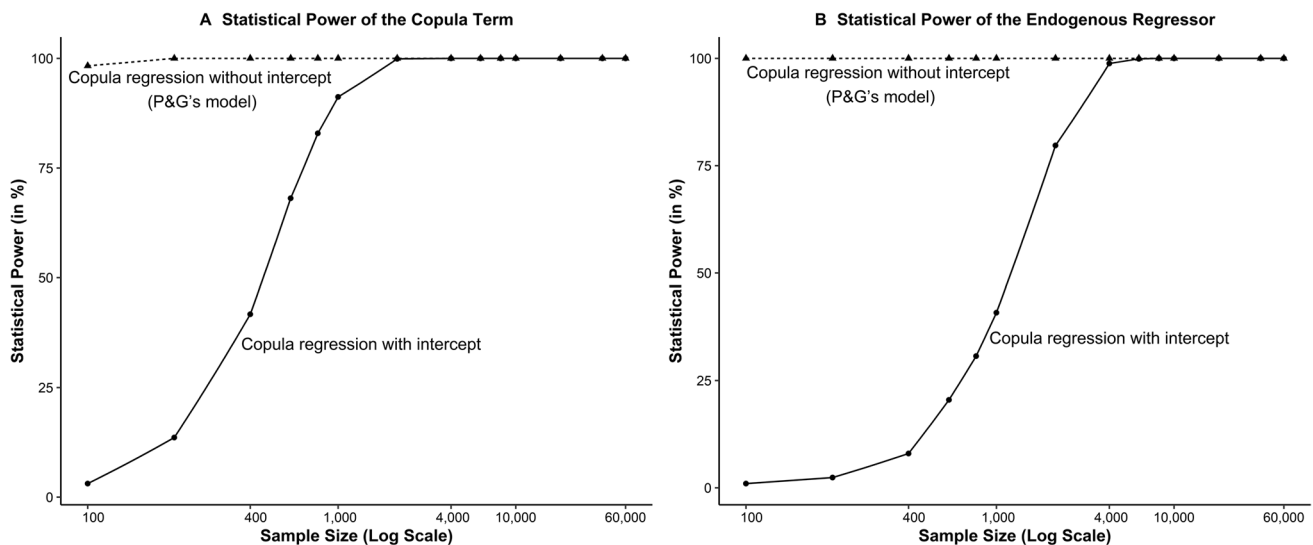 A Statistical Power of the Copula Term
Statistical Power (in %)
100
75
50
25
0
Copula regression without intercept
(P&G's model)
Copula regression with intercept
100
400
1,000
4,000
10,000
60,000
Sample Size (Log Scale)
B Statistical Power of the Endogenous Regressor
Statistical Power (in %)
100
75
50
25
0
Copula regression without intercept
(P&G's model)
Copula regression with intercept
100
400
1,000
4,000
10,000
60,000
Sample Size (Log Scale)